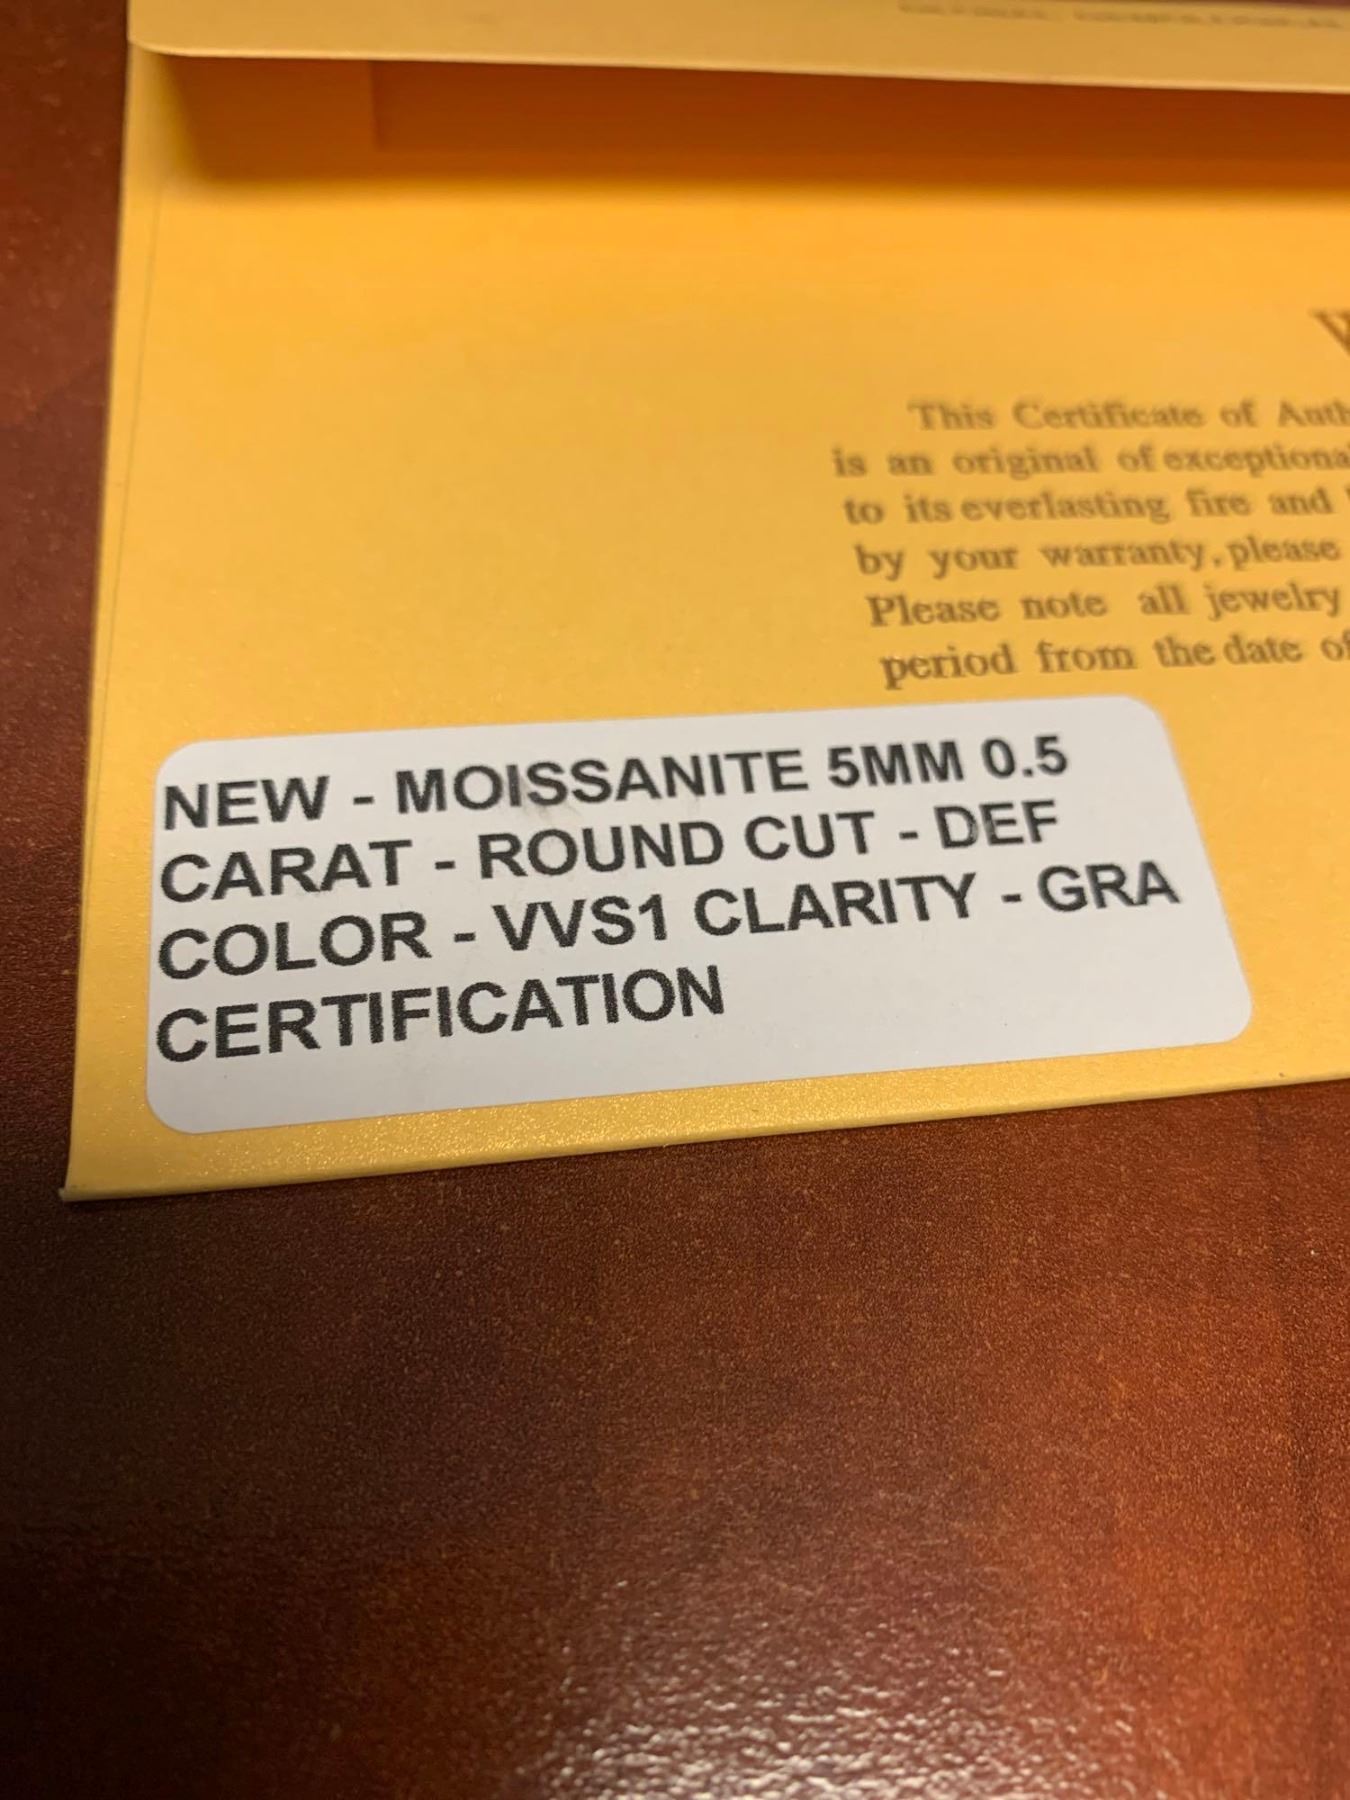 This Certificate of Auth
is an original of exceptional
to its everlasting fire and
by your warranty, please
Please note all jewelry
period from the date of
NEW - MOISSANITE 5MM 0.5
CARAT - ROUND CUT - DEF
COLOR - VVS1 CLARITY - GRA
CERTIFICATION